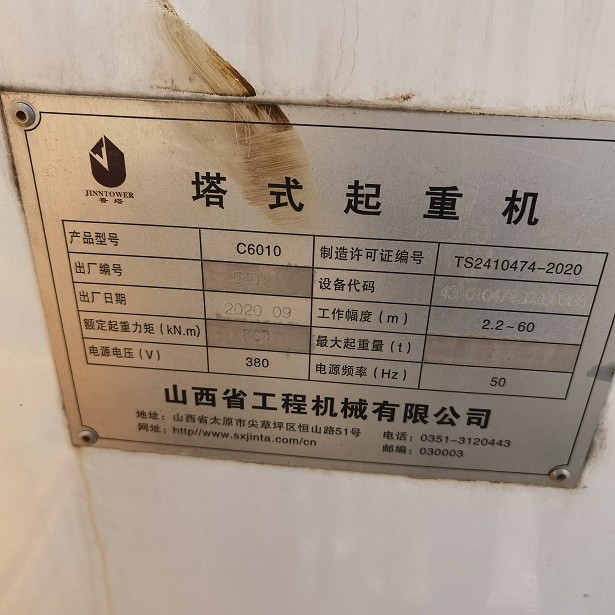 JINNTOWER
晋塔
塔式起重机
产品型号 C6010 制造许可证编号 TS2410474-2020
出厂编号 设备代码
出厂日期 2020 09 工作幅度（m） 2.2~60
额定起重力矩（kN.m） 最大起重量（t）
电源电压（V） 380 电源频率（Hz） 50
山西省工程机械有限公司
地址：山西省太原市尖草坪区恒山路51号 电话：0351-3120443
网址：http//www.sxjinta.com/cn 邮编：030003